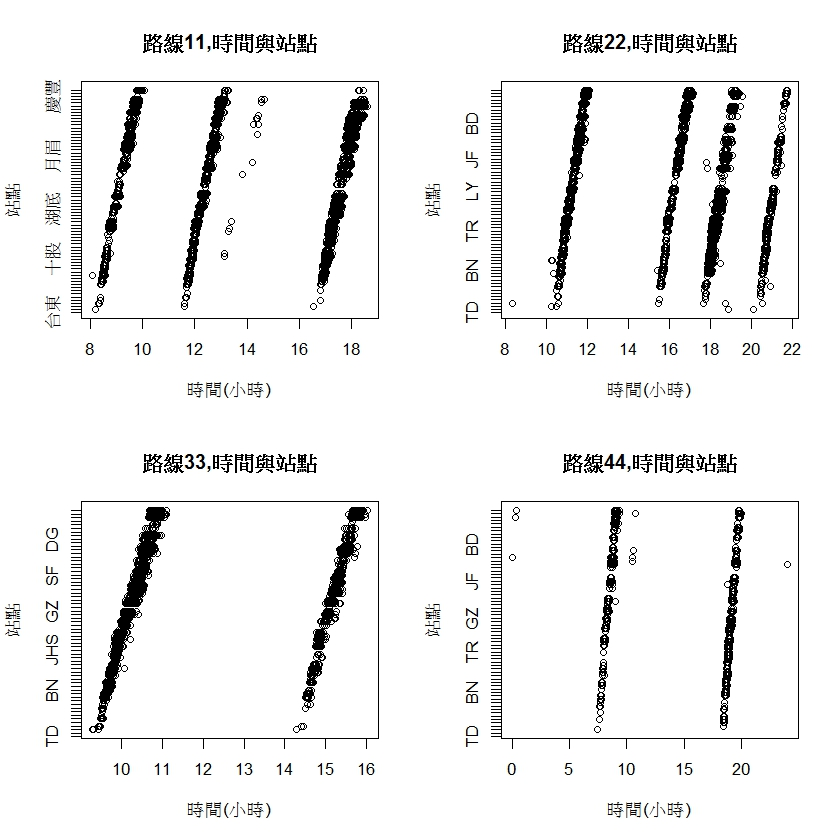 路線11,時間與站點
站點
慶豐
月眉
湖底
十股
台東
8 10 12 14 16 18
時間(小時)
路線22,時間與站點
站點
BD
JF
LY
TR
BN
TD
8 10 12 14 16 18 20 22
時間(小時)
路線33,時間與站點
站點
DG
SF
GZ
JHS
BN
TD
10 11 12 13 14 15 16
時間(小時)
路線44,時間與站點
站點
BD
JF
GZ
TR
BN
TD
0 5 10 15 20
時間(小時)